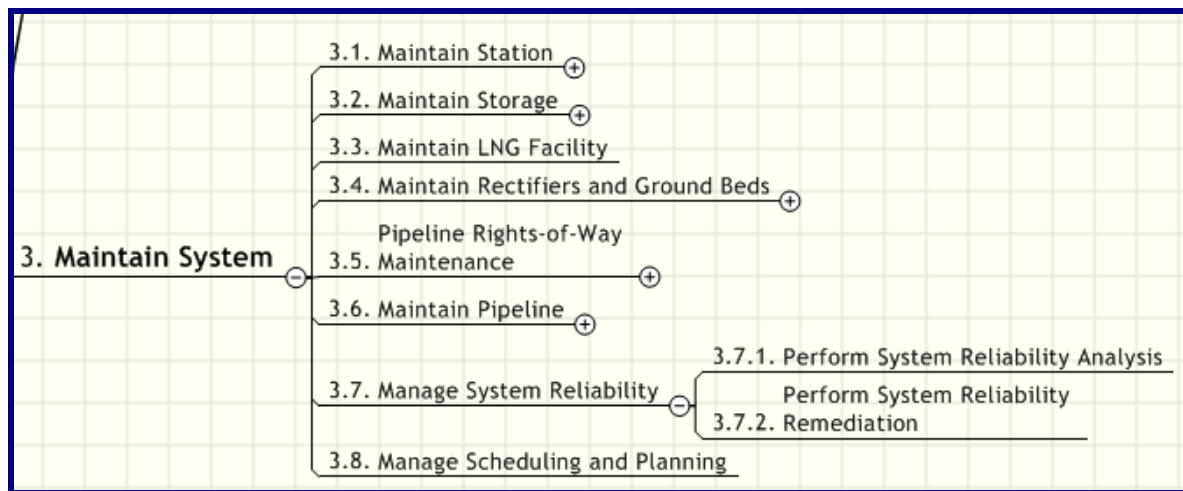 3.1. Maintain Station
3.2. Maintain Storage
3.3. Maintain LNG Facility
3.4. Maintain Rectifiers and Ground Beds
3. Maintain System
Pipeline Rights-of-Way
3.5. Maintenance
3.6. Maintain Pipeline
3.7. Manage System Reliability
3.7.1. Perform System Reliability Analysis
Perform System Reliability
3.7.2. Remediation
3.8. Manage Scheduling and Planning